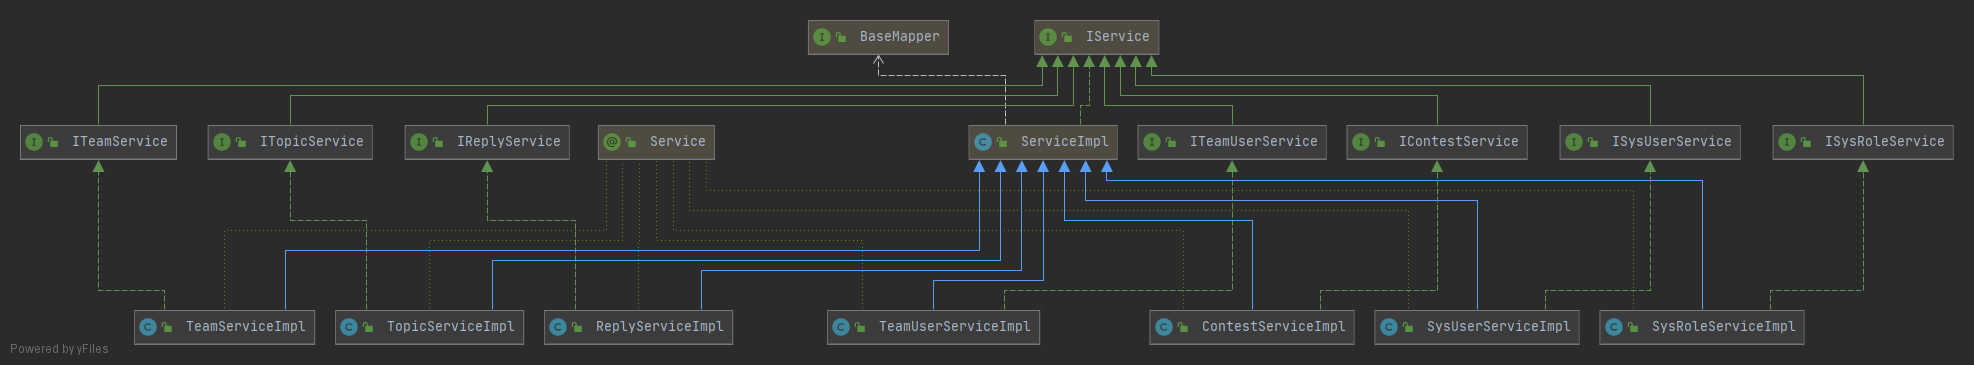 BaseMapper
IService
ITeamService
ITopicService
IReplyService
Service
ServiceImpl
ITeamUserService
IContestService
ISysUserService
ISysRoleService
TeamServiceImpl
TopicServiceImpl
ReplyServiceImpl
TeamUserServiceImpl
ContestServiceImpl
SysUserServiceImpl
SysRoleServiceImpl
Powered by yFiles